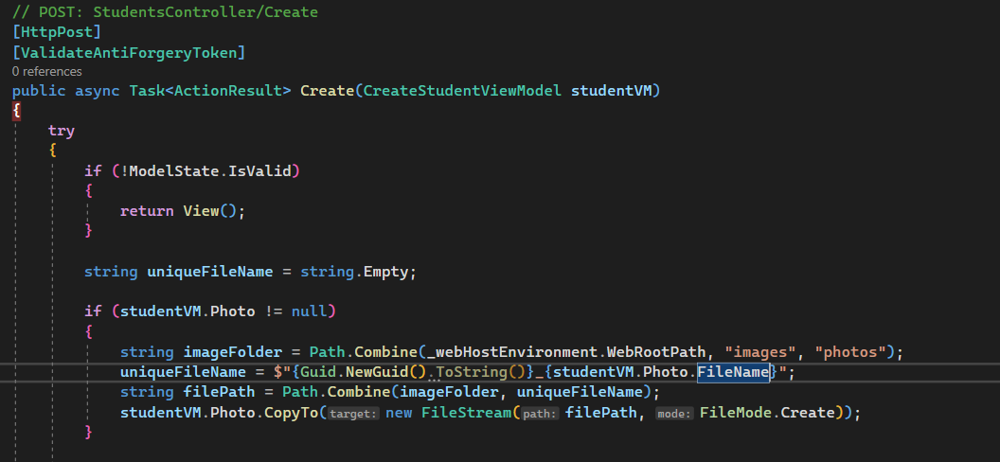 // POST: StudentsController/Create
[HttpPost]
[ValidateAntiForgeryToken]
0 references
public async Task<ActionResult> Create(CreateStudentViewModel studentVM)
{
try
{
if (!ModelState.IsValid)
{
return View();
}
string uniqueFileName = string.Empty;
if (studentVM.Photo != null)
{
string imageFolder = Path.Combine(_webHostEnvironment.WebRootPath, "images", "photos");
uniqueFileName = $"{Guid.NewGuid().ToString()}_{studentVM.Photo.FileName}";
string filePath = Path.Combine(imageFolder, uniqueFileName);
studentVM.Photo.CopyTo(target: new FileStream(path: filePath, mode: FileMode.Create));
}